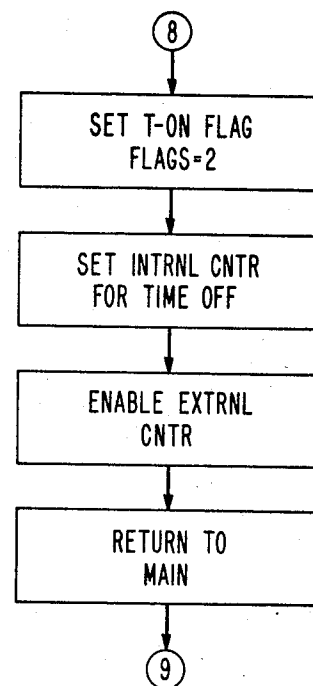 8
SET T-ON FLAG
FLAGS=2
SET INTRNL CNTR
FOR TIME OFF
ENABLE EXTRNL
CNTR
RETURN TO
MAIN
9